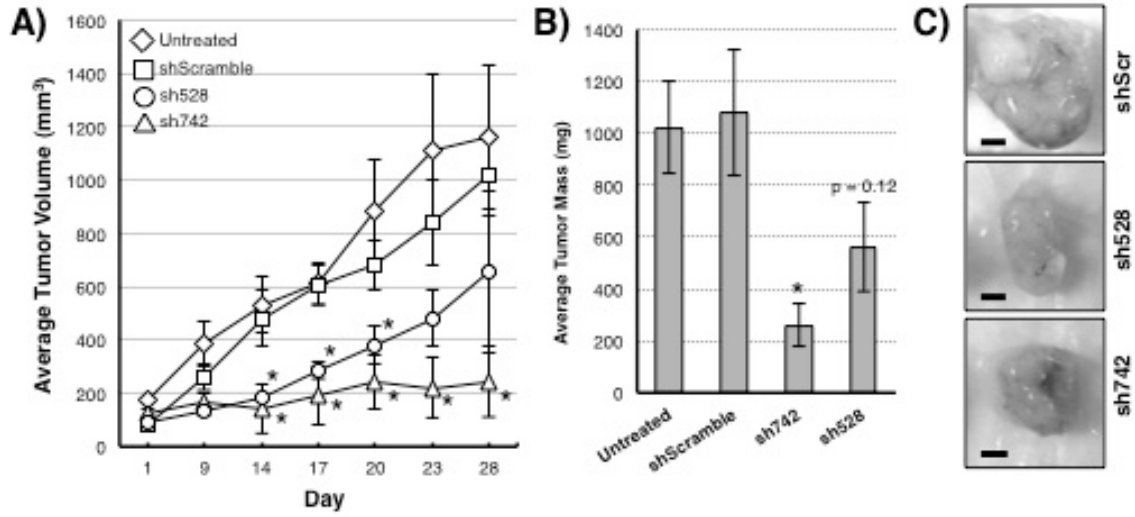 A)
Average Tumor Volume (mm³)
1600
1400
1200
1000
800
600
400
200
0
Untreated
shScramble
sh528
sh742
*
*
*
*
*
*
*
*
1
9
14
17
20
23
28
Day
B)
Average Tumor Mass (mg)
1400
1200
1000
800
600
400
200
0
*
p = 0.12
Untreated
shScramble
sh742
sh528
C)
shScr
sh528
sh742